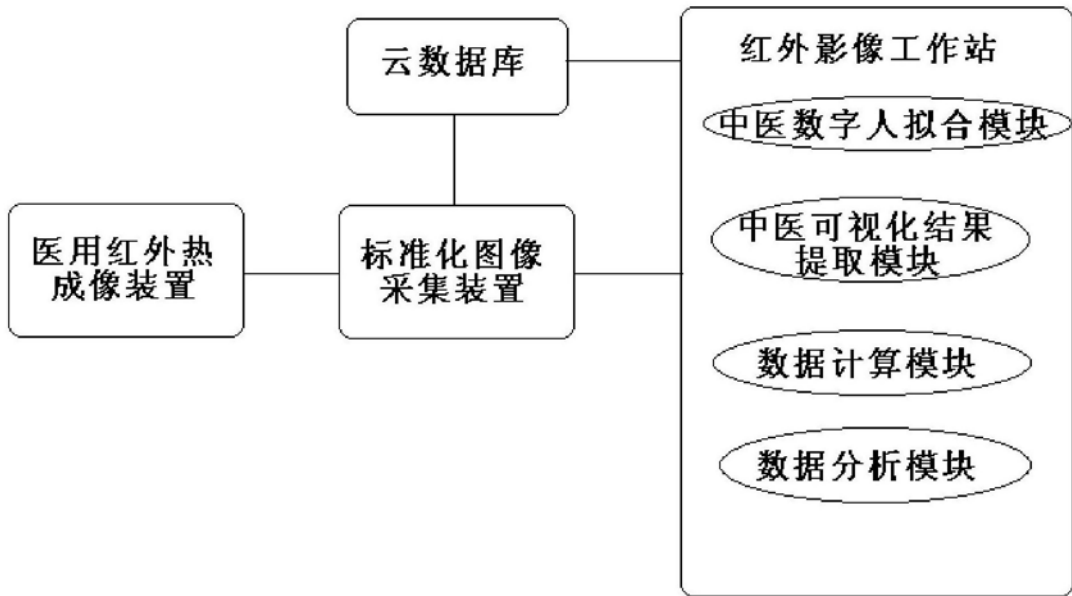 云数据库
医用红外热
成像装置
标准化图像
采集装置
红外影像工作站
中医数字人拟合模块
中医可视化结果
提取模块
数据计算模块
数据分析模块